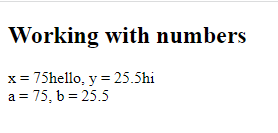 Working with numbers
x = 75hello, y = 25.5hi
a = 75, b = 25.5